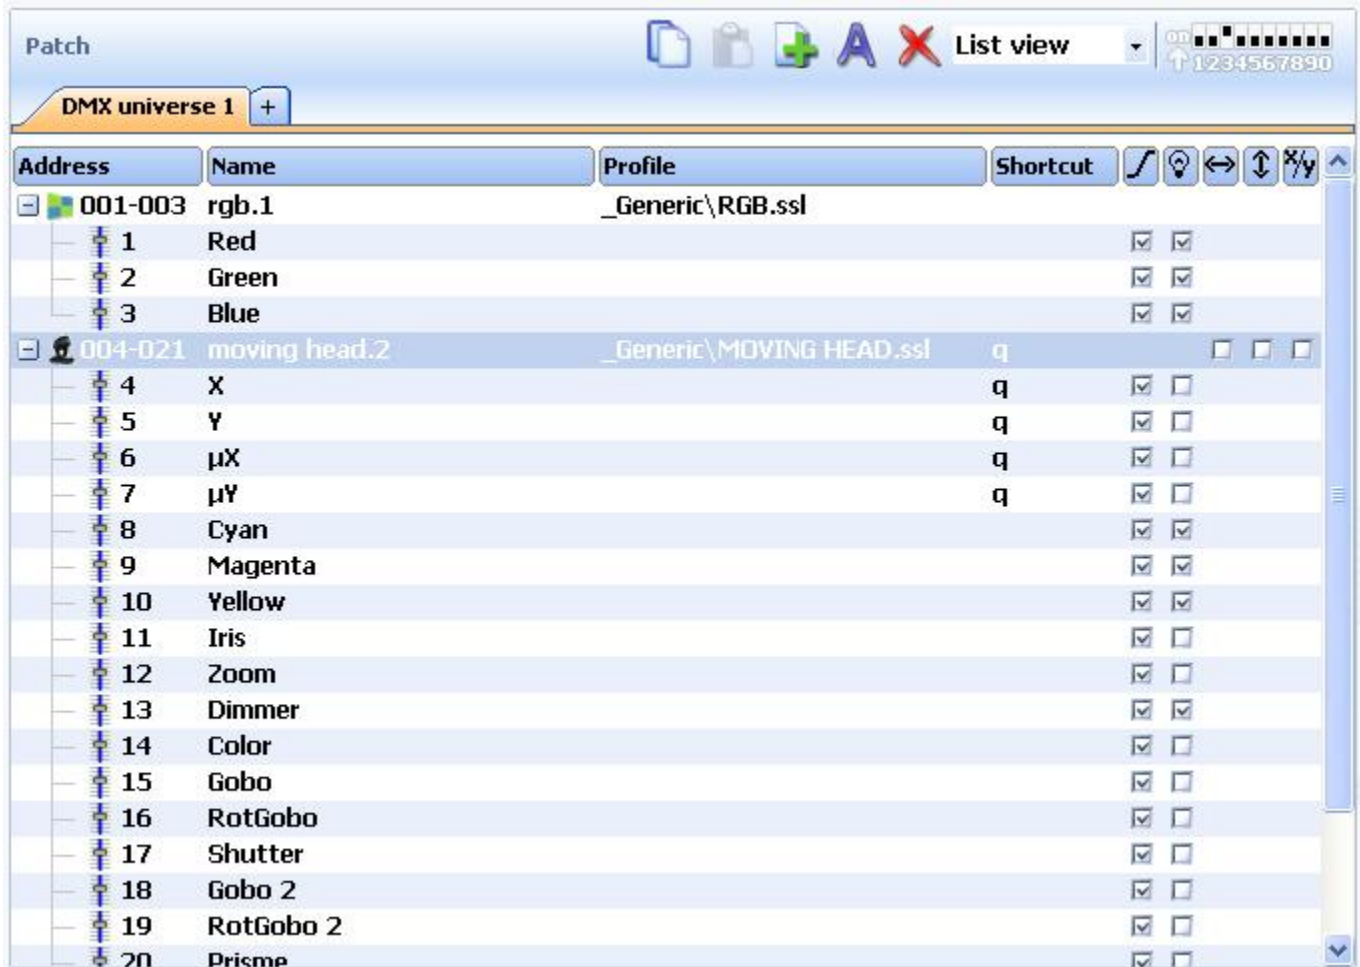 Patch
List view
on
1234567890
DMX universe 1 +
Address Name Profile Shortcut X/y
001-003 rgb.1 _Generic\RGB.ssl
1 Red
2 Green
3 Blue
004-021 moving head.2 _Generic\MOVING HEAD.ssl q
4 X q
5 Y q
6 µX q
7 µY q
8 Cyan
9 Magenta
10 Yellow
11 Iris
12 Zoom
13 Dimmer
14 Color
15 Gobo
16 RotGobo
17 Shutter
18 Gobo 2
19 RotGobo 2
20 Prisme